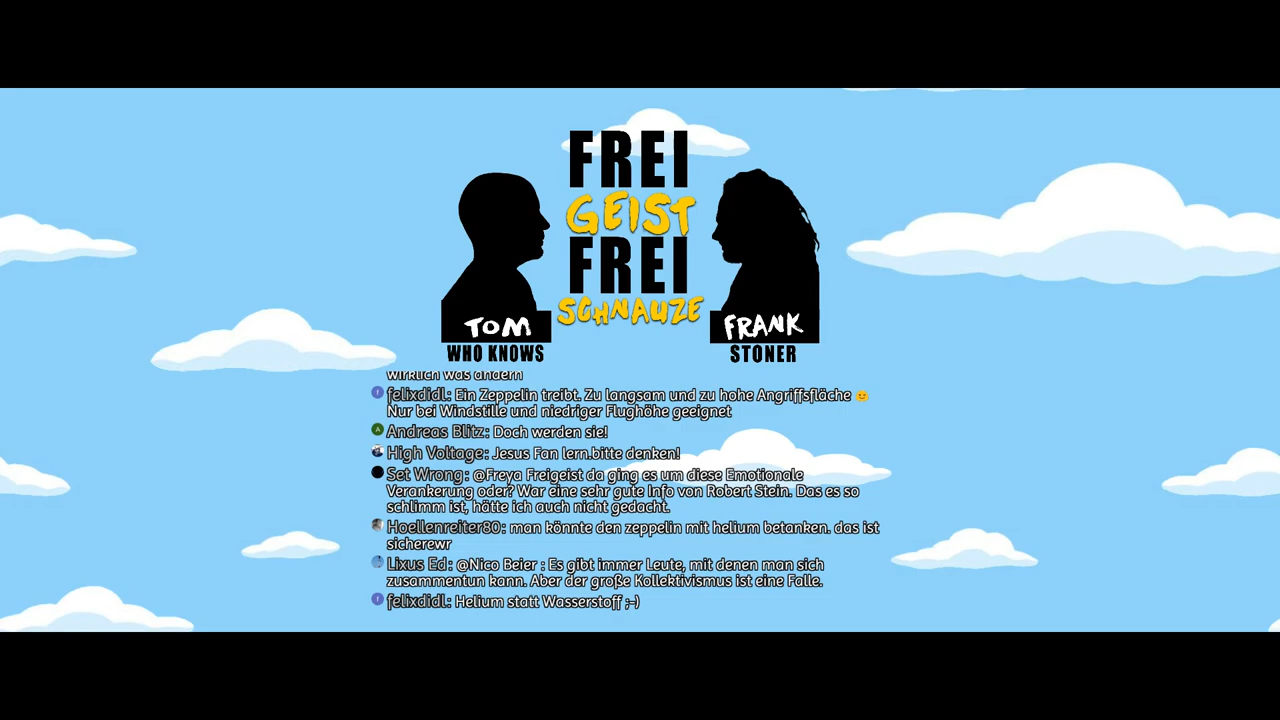 FREI
GEIST
FREI
SCHNAUZE
TOM
WHO KNOWS
FRANK
STONER
wirklich was ändern
felixdidl: Ein Zeppelin treibt. Zu langsam und zu hohe Angriffsfläche
Nur bei Windstille und niedriger Flughöhe geeignet
Andreas Blitz: Doch werden sie!
High Voltage: Jesus Fan lern.bitte denken!
Set Wrong: @Freya Freigeist da ging es um diese Emotionale
Verankerung oder? War eine sehr gute Info von Robert Stein. Das es so
schlimm ist, hätte ich auch nicht gedacht.
Hoellenreiter80: man könnte den zeppelin mit helium betanken. das ist
sicherewr
Lixus Ed: @Nico Beier : Es gibt immer Leute, mit denen man sich
zusammentun kann. Aber der große Kollektivismus ist eine Falle.
felixdidl: Helium statt Wasserstoff ;-)